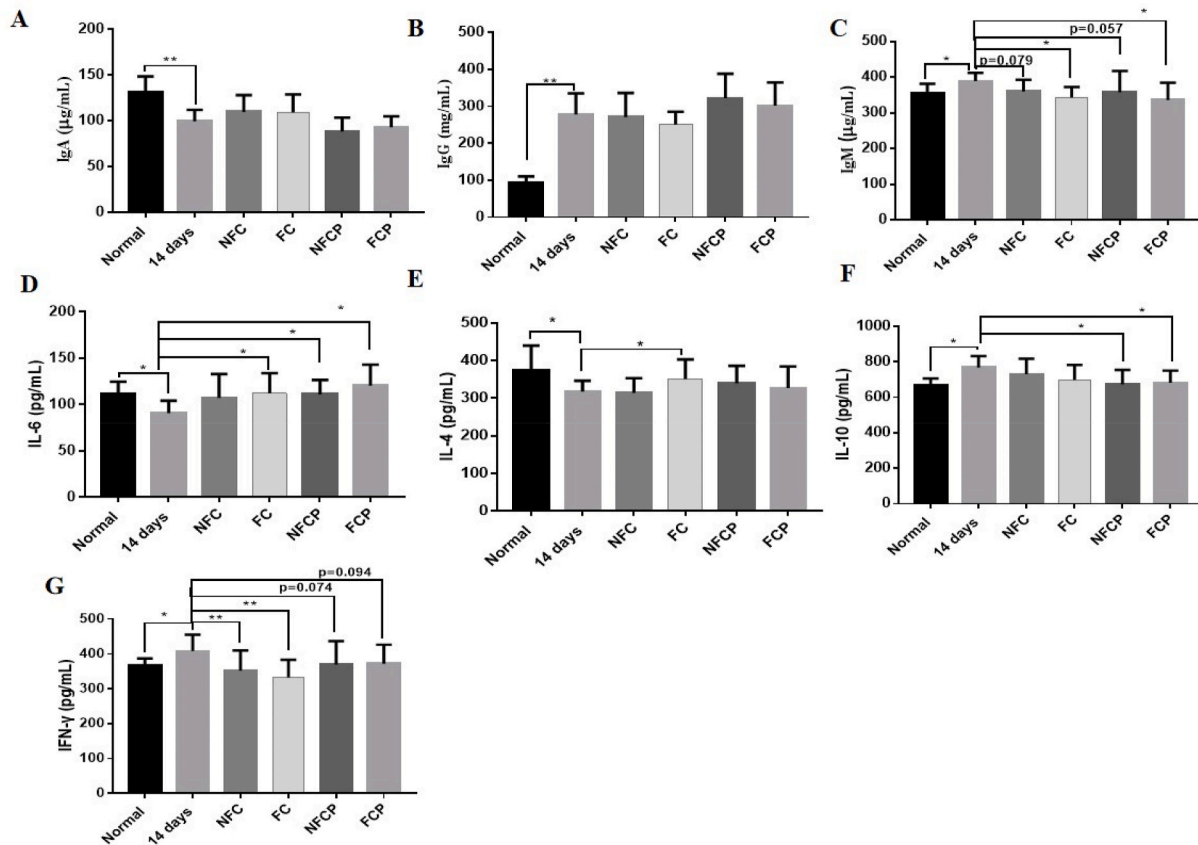 A
IgA (μg/mL)
200
150
100
50
0
**
Normal
14 days
NFC
FC
NFCP
FCP
B
IgG (mg/mL)
500
400
300
200
100
0
**
Normal
14 days
NFC
FC
NFCP
FCP
C
IgM (μg/mL)
500
400
300
200
100
0
*
p=0.057
*
* p=0.079
Normal
14 days
NFC
FC
NFCP
FCP
D
IL-6 (pg/mL)
200
150
100
50
0
*
*
*
*
Normal
14 days
NFC
FC
NFCP
FCP
E
IL-4 (pg/mL)
500
400
300
200
100
0
*
*
Normal
14 days
NFC
FC
NFCP
FCP
F
IL-10 (pg/mL)
1000
800
600
400
200
0
*
*
*
Normal
14 days
NFC
FC
NFCP
FCP
G
IFN-γ (pg/mL)
500
400
300
200
100
0
p=0.094
p=0.074
**
* **
Normal
14 days
NFC
FC
NFCP
FCP